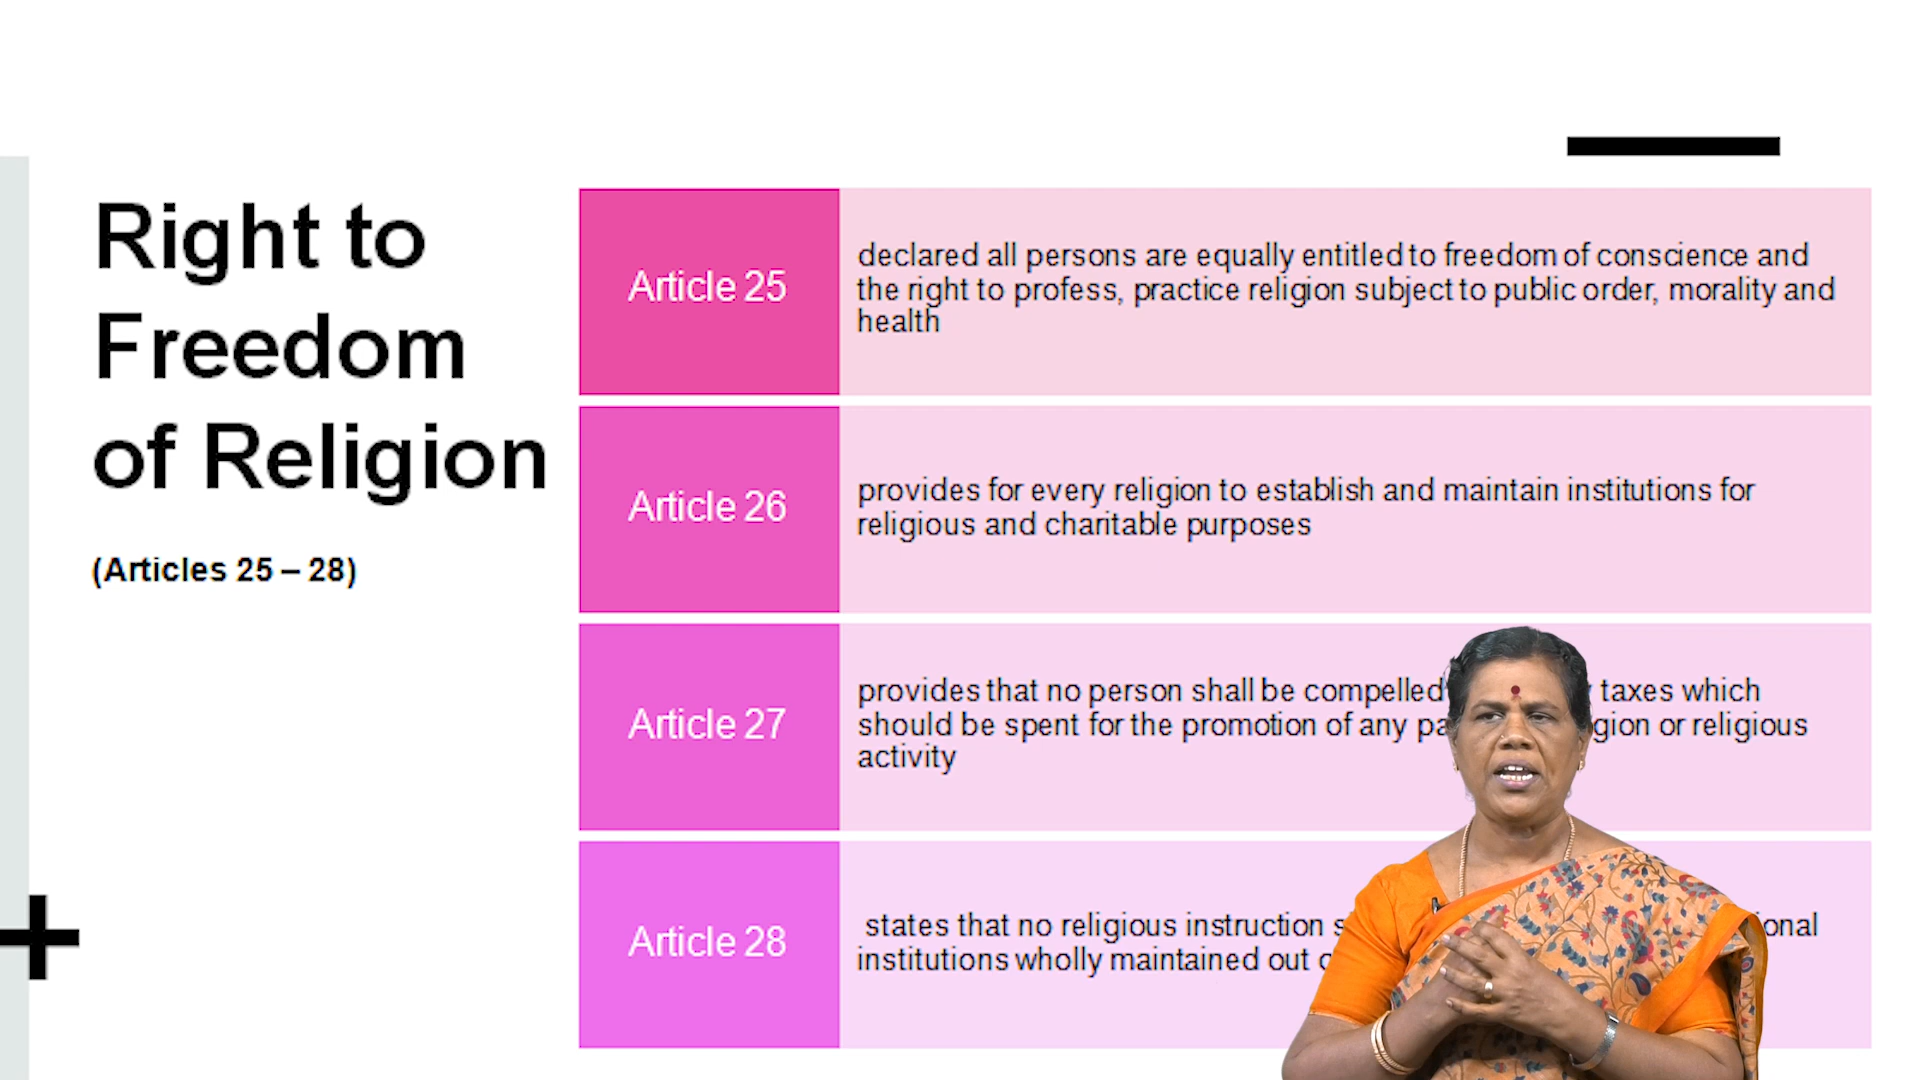 Right to
Freedom
of Religion
(Articles 25 – 28)
Article 25
declared all persons are equally entitled to freedom of conscience and
the right to profess, practice religion subject to public order, morality and
health
Article 26
provides for every religion to establish and maintain institutions for
religious and charitable purposes
Article 27
provides that no person shall be compelled taxes which
should be spent for the promotion of any or religious
activity
Article 28
states that no religious instruction
institutions wholly maintained out